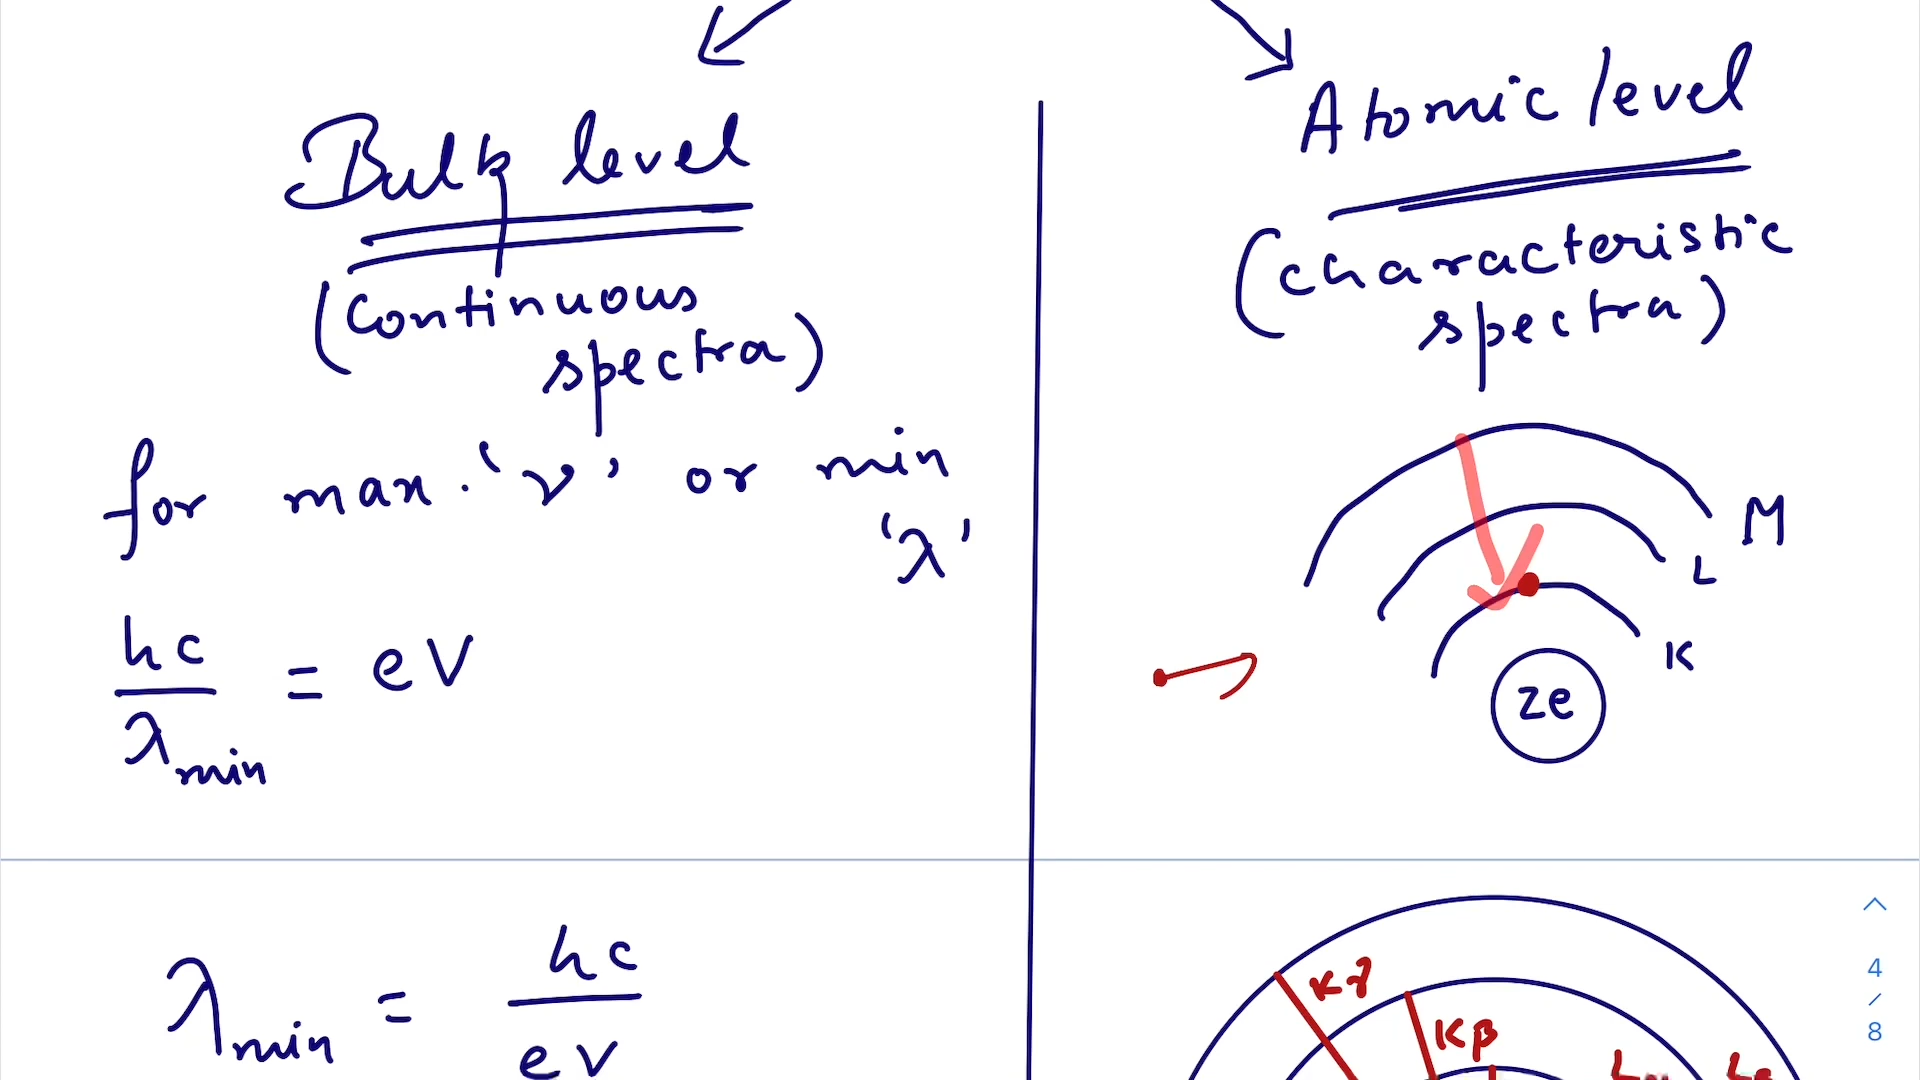 Bulk level
(Continuous
spectra)
for max. 'ν' or min
'λ'
hc
λmin
= eV
λmin = hc
eV
Atomic level
(characteristic
spectra)
M
L
K
ze
Kγ
Kβ
4
/
8